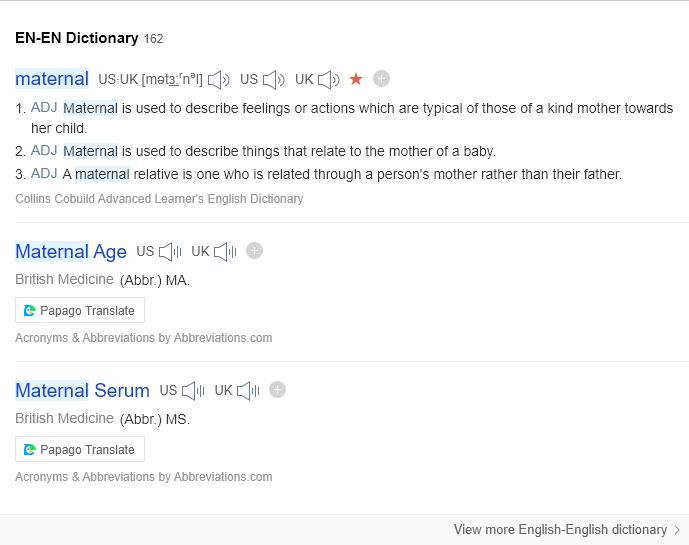 EN-EN Dictionary 162
maternal US·UK [mətɜːrnᵊl] US UK
1. ADJ Maternal is used to describe feelings or actions which are typical of those of a kind mother towards
her child.
2. ADJ Maternal is used to describe things that relate to the mother of a baby.
3. ADJ A maternal relative is one who is related through a person's mother rather than their father.
Collins Cobuild Advanced Learner's English Dictionary
Maternal Age US UK
British Medicine (Abbr.) MA.
Papago Translate
Acronyms & Abbreviations by Abbreviations.com
Maternal Serum US UK
British Medicine (Abbr.) MS.
Papago Translate
Acronyms & Abbreviations by Abbreviations.com
View more English-English dictionary